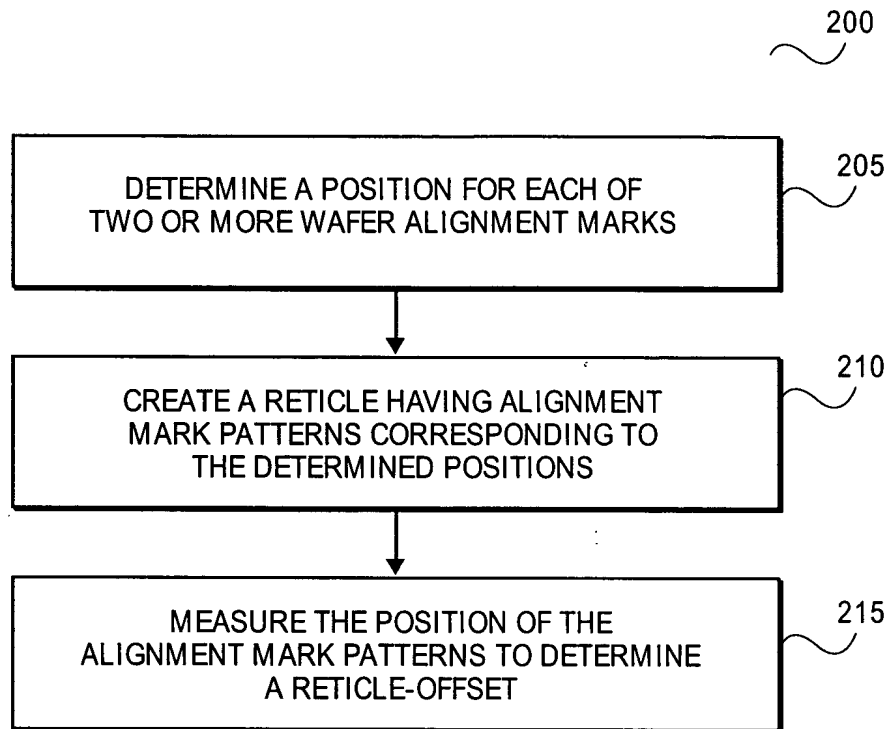 200
205
DETERMINE A POSITION FOR EACH OF
TWO OR MORE WAFER ALIGNMENT MARKS
210
CREATE A RETICLE HAVING ALIGNMENT
MARK PATTERNS CORRESPONDING TO
THE DETERMINED POSITIONS
215
MEASURE THE POSITION OF THE
ALIGNMENT MARK PATTERNS TO DETERMINE
A RETICLE-OFFSET